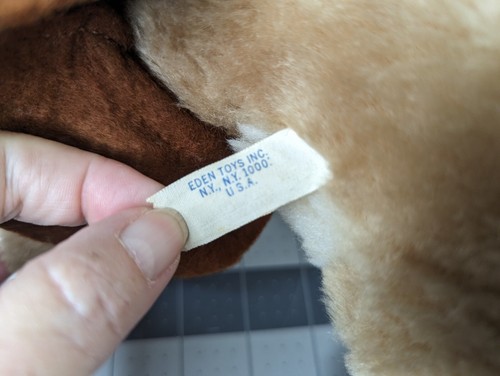 EDEN TOYS INC.
N.Y., N.Y. 1000
U.S.A.